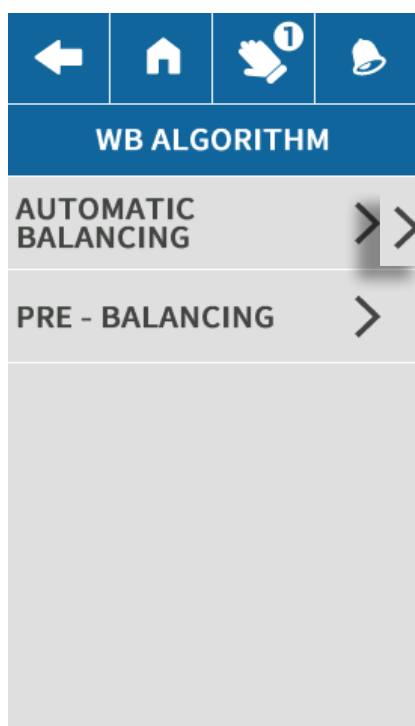 1
WB ALGORITHM
AUTOMATIC
BALANCING
PRE - BALANCING